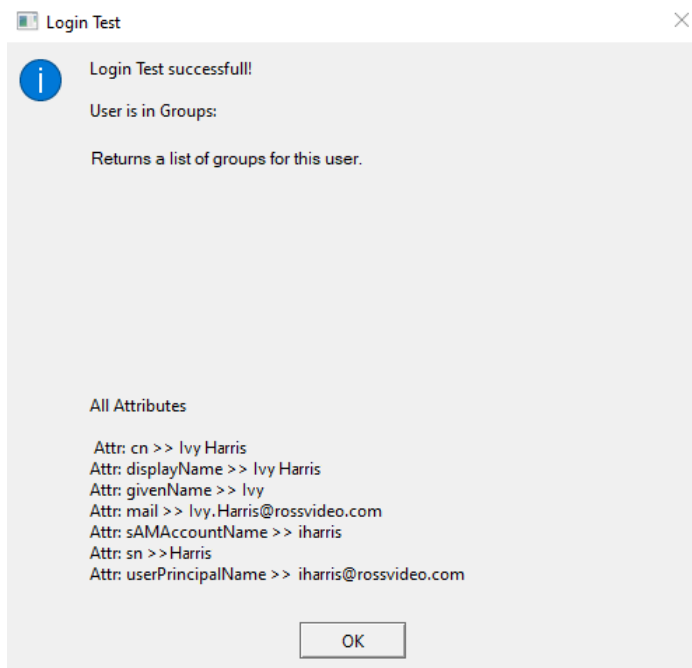 Login Test
Login Test successfull!
User is in Groups:
Returns a list of groups for this user.
All Attributes
Attr: cn >> Ivy Harris
Attr: displayName >> Ivy Harris
Attr: givenName >> Ivy
Attr: mail >> Ivy.Harris@rossvideo.com
Attr: sAMAccountName >> iharris
Attr: sn >>Harris
Attr: userPrincipalName >> iharris@rossvideo.com
OK